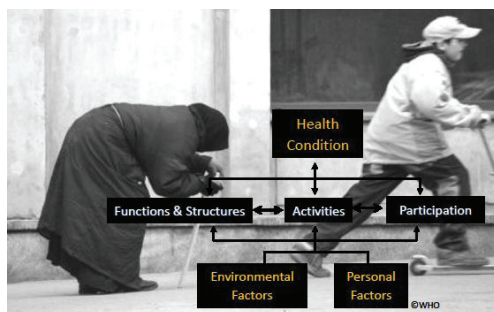 Health
Condition
Functions & Structures
Activities
Participation
Environmental
Factors
Personal
Factors
©WHO